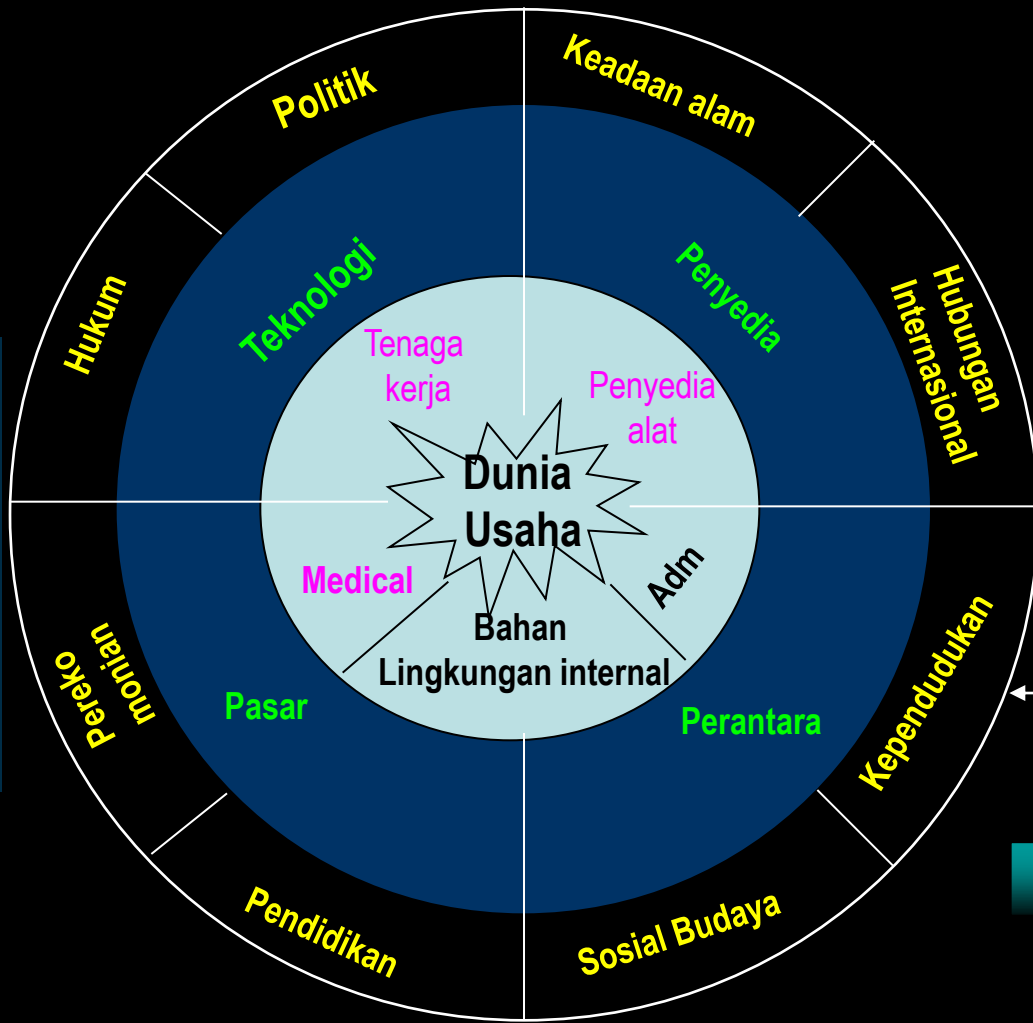 Politik
Keadaan alam
Hukum
Hubungan
Internasional
Teknologi
Penyedia
Tenaga
kerja
Penyedia
alat
Dunia
Usaha
Medical
Adm
Bahan
Lingkungan internal
Pereko
monian
Pasar
Perantara
Kependudukan
Pendidikan
Sosial Budaya